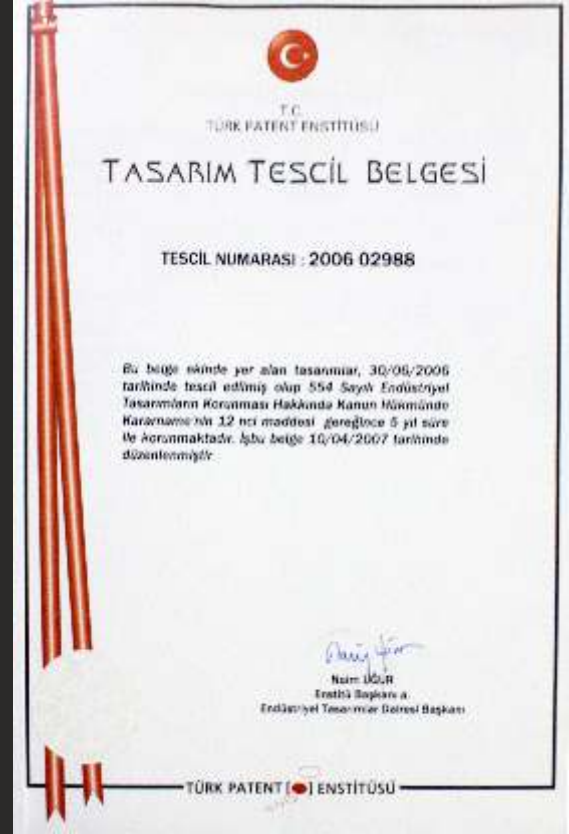 T.C.
TÜRK PATENT ENSTİTÜSÜ
TASARIM TESCİL BELGESİ
TESCİL NUMARASI : 2006 02988
Bu belge ekinde yer alan tasarımlar, 30/06/2006
tarihinde tescil edilmiş olup 554 Sayılı Endüstriyel
Tasarımların Korunması Hakkında Kanun Hükmünde
Kararname'nin 12 nci maddesi gereğince 5 yıl süre
ile korunmaktadır. İşbu belge 10/04/2007 tarihinde
düzenlenmiştir
Naim UĞUR
Enstitü Başkanı a.
Endüstriyel Tasarımlar Dairesi Başkanı
TÜRK PATENT ENSTİTÜSÜ